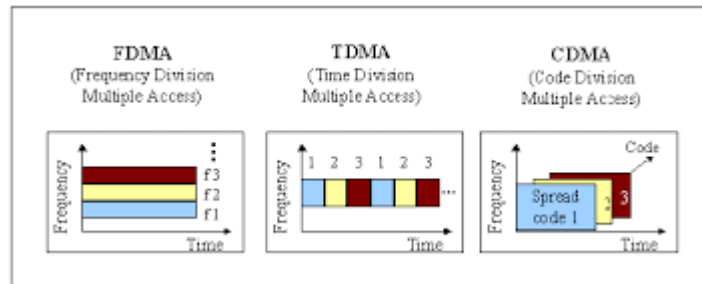 FDMA
(Frequency Division
Multiple Access)
TDMA
(Time Division
Multiple Access)
CDMA
(Code Division
Multiple Access)
Frequency
f3
f2
f1
Time
Frequency
1 2 3 1 2 3
...
Time
Frequency
Code
Spread
code 1
2
3
Time